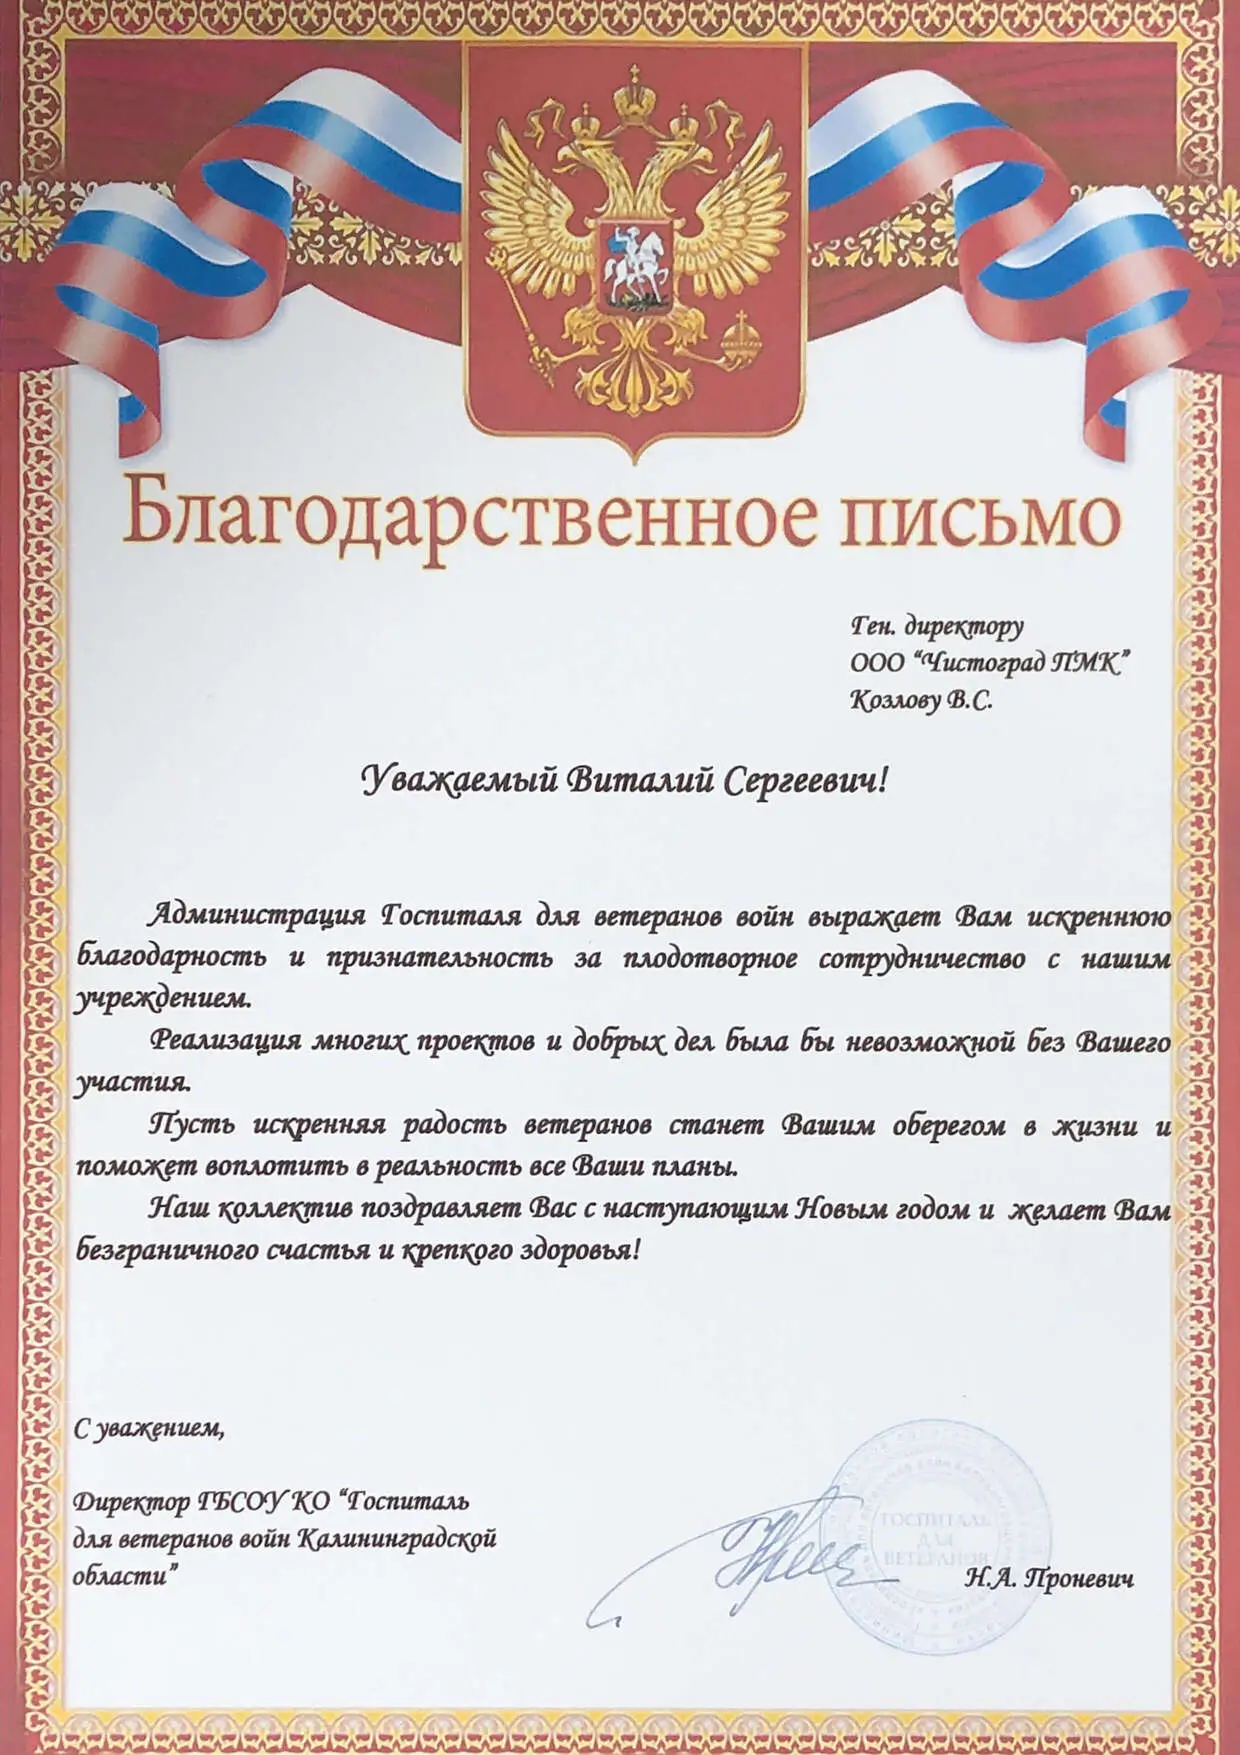 Благодарственное письмо
Ген. директору
ООО “Чистоград ПМК”
Козлову В.С.
Уважаемый Виталий Сергеевич!
Администрация Госпиталя для ветеранов войн выражает Вам искреннюю
благодарность и признательность за плодотворное сотрудничество с нашим
учреждением.
Реализация многих проектов и добрых дел была бы невозможной без Вашего
участия.
Пусть искренняя радость ветеранов станет Вашим оберегом в жизни и
поможет воплотить в реальность все Ваши планы.
Наш коллектив поздравляет Вас с наступающим Новым годом и желает Вам
безграничного счастья и крепкого здоровья!
С уважением,
Директор ГБСОУ КО “Госпиталь
для ветеранов войн Калининградской
области”
ГОСПИТАЛЬ
ДЛЯ
ВЕТЕРАНОВ
Н.А. Проневич